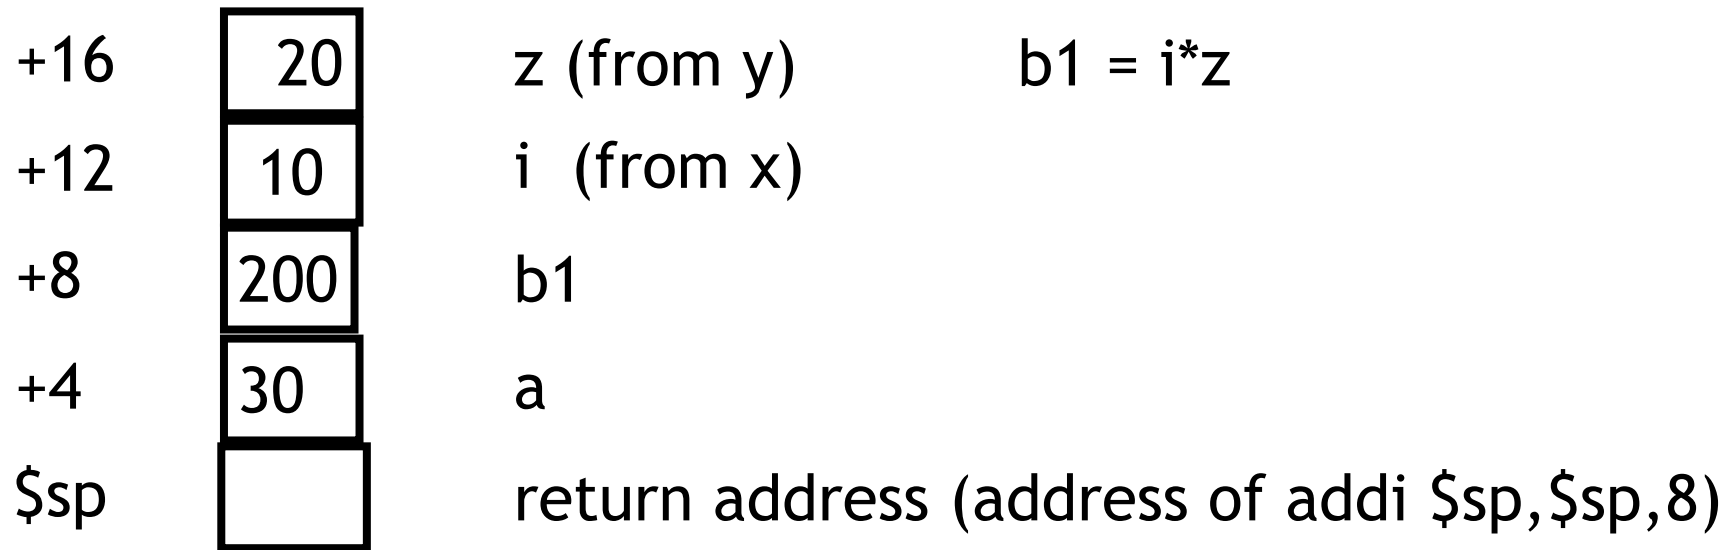 +16 20 z (from y) b1 = i*z
+12 10 i (from x)
+8 200 b1
+4 30 a
$sp return address (address of addi $sp,$sp,8)